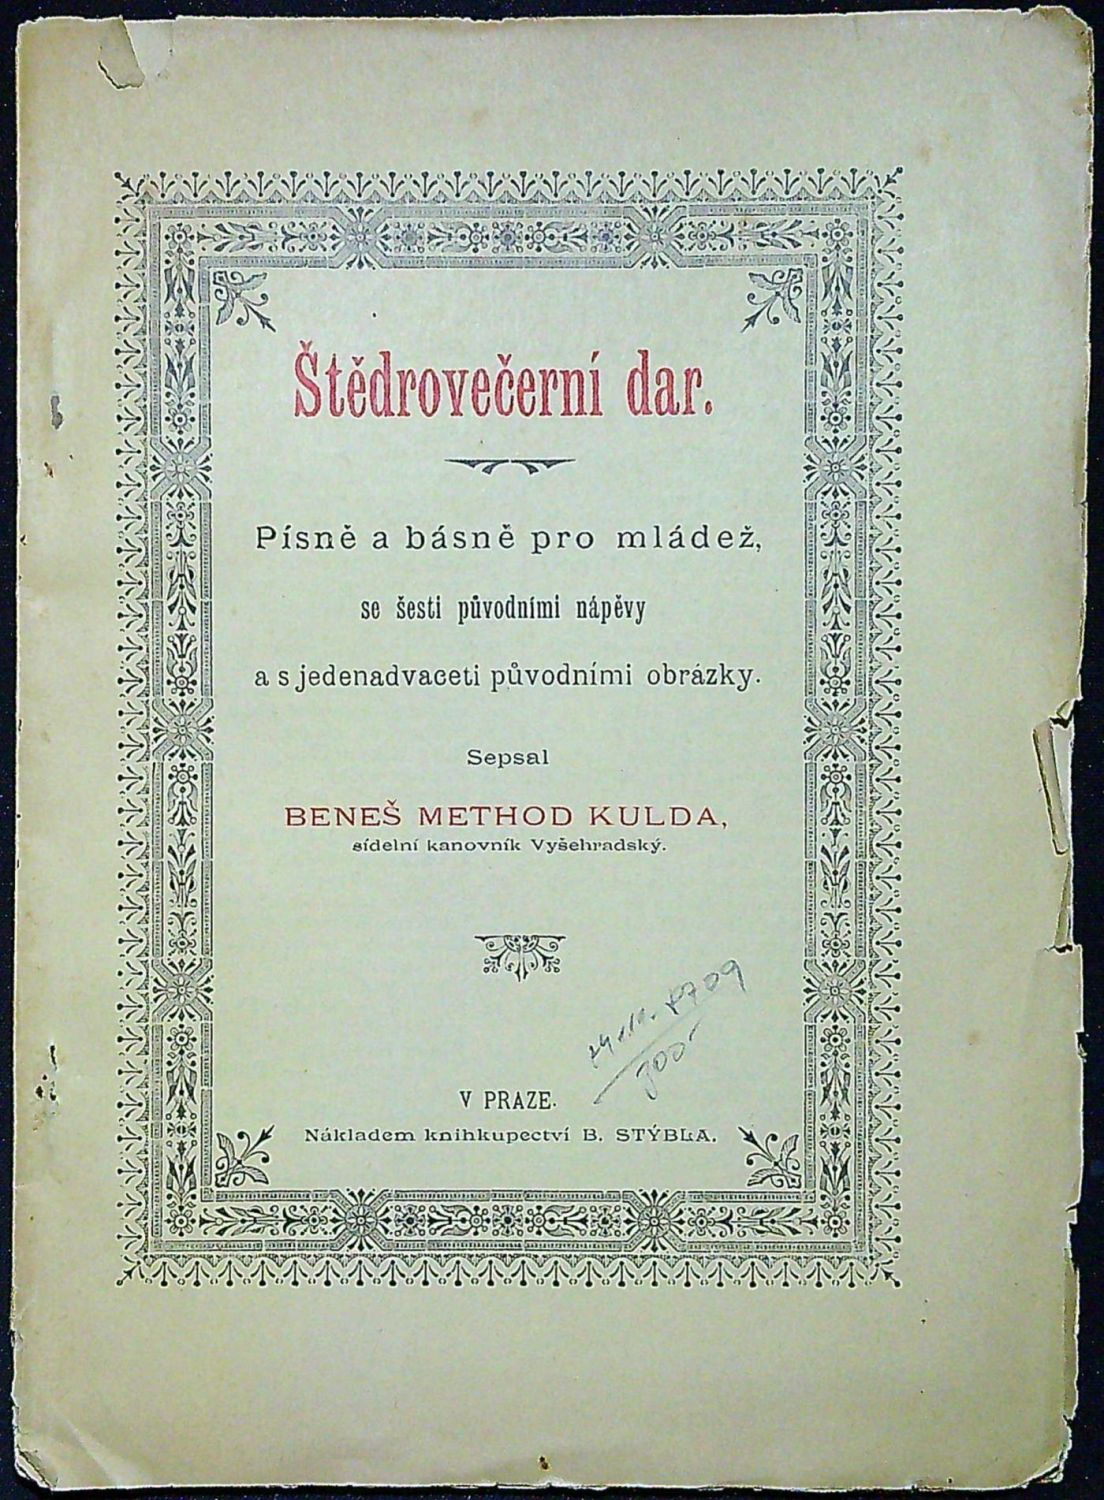 Štědrovečerní dar.
Písně a básně pro mládež,
se šesti původními nápěvy
a s jedenadvaceti původními obrázky.
Sepsal
BENEŠ METHOD KULDA,
sídelní kanovník Vyšehradský.
V PRAZE.
Nákladem knihkupectví B. STÝBLA.